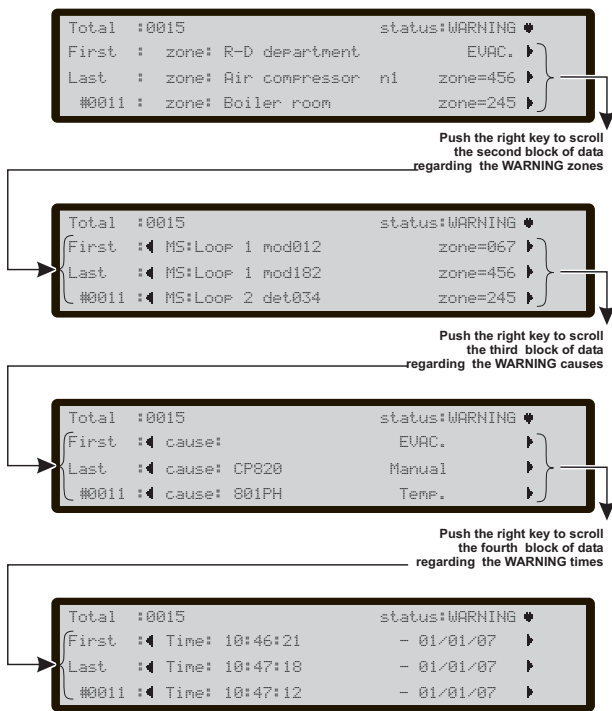 Total :0015 status:WARNING
First : zone: R-D department EVAC.
Last : zone: Air compressor n1 zone=456
#0011 : zone: Boiler room zone=245
Push the right key to scroll
the second block of data
regarding the WARNING zones
Total :0015 status:WARNING
First : MS:Loop 1 mod012 zone=067
Last : MS:Loop 1 mod182 zone=456
#0011 : MS:Loop 2 det034 zone=245
Push the right key to scroll
the third block of data
regarding the WARNING causes
Total :0015 status:WARNING
First : cause: EVAC.
Last : cause: CP820 Manual
#0011 : cause: 801PH Temp.
Push the right key to scroll
the fourth block of data
regarding the WARNING times
Total :0015 status:WARNING
First : Time: 10:46:21 - 01/01/07
Last : Time: 10:47:18 - 01/01/07
#0011 : Time: 10:47:12 - 01/01/07